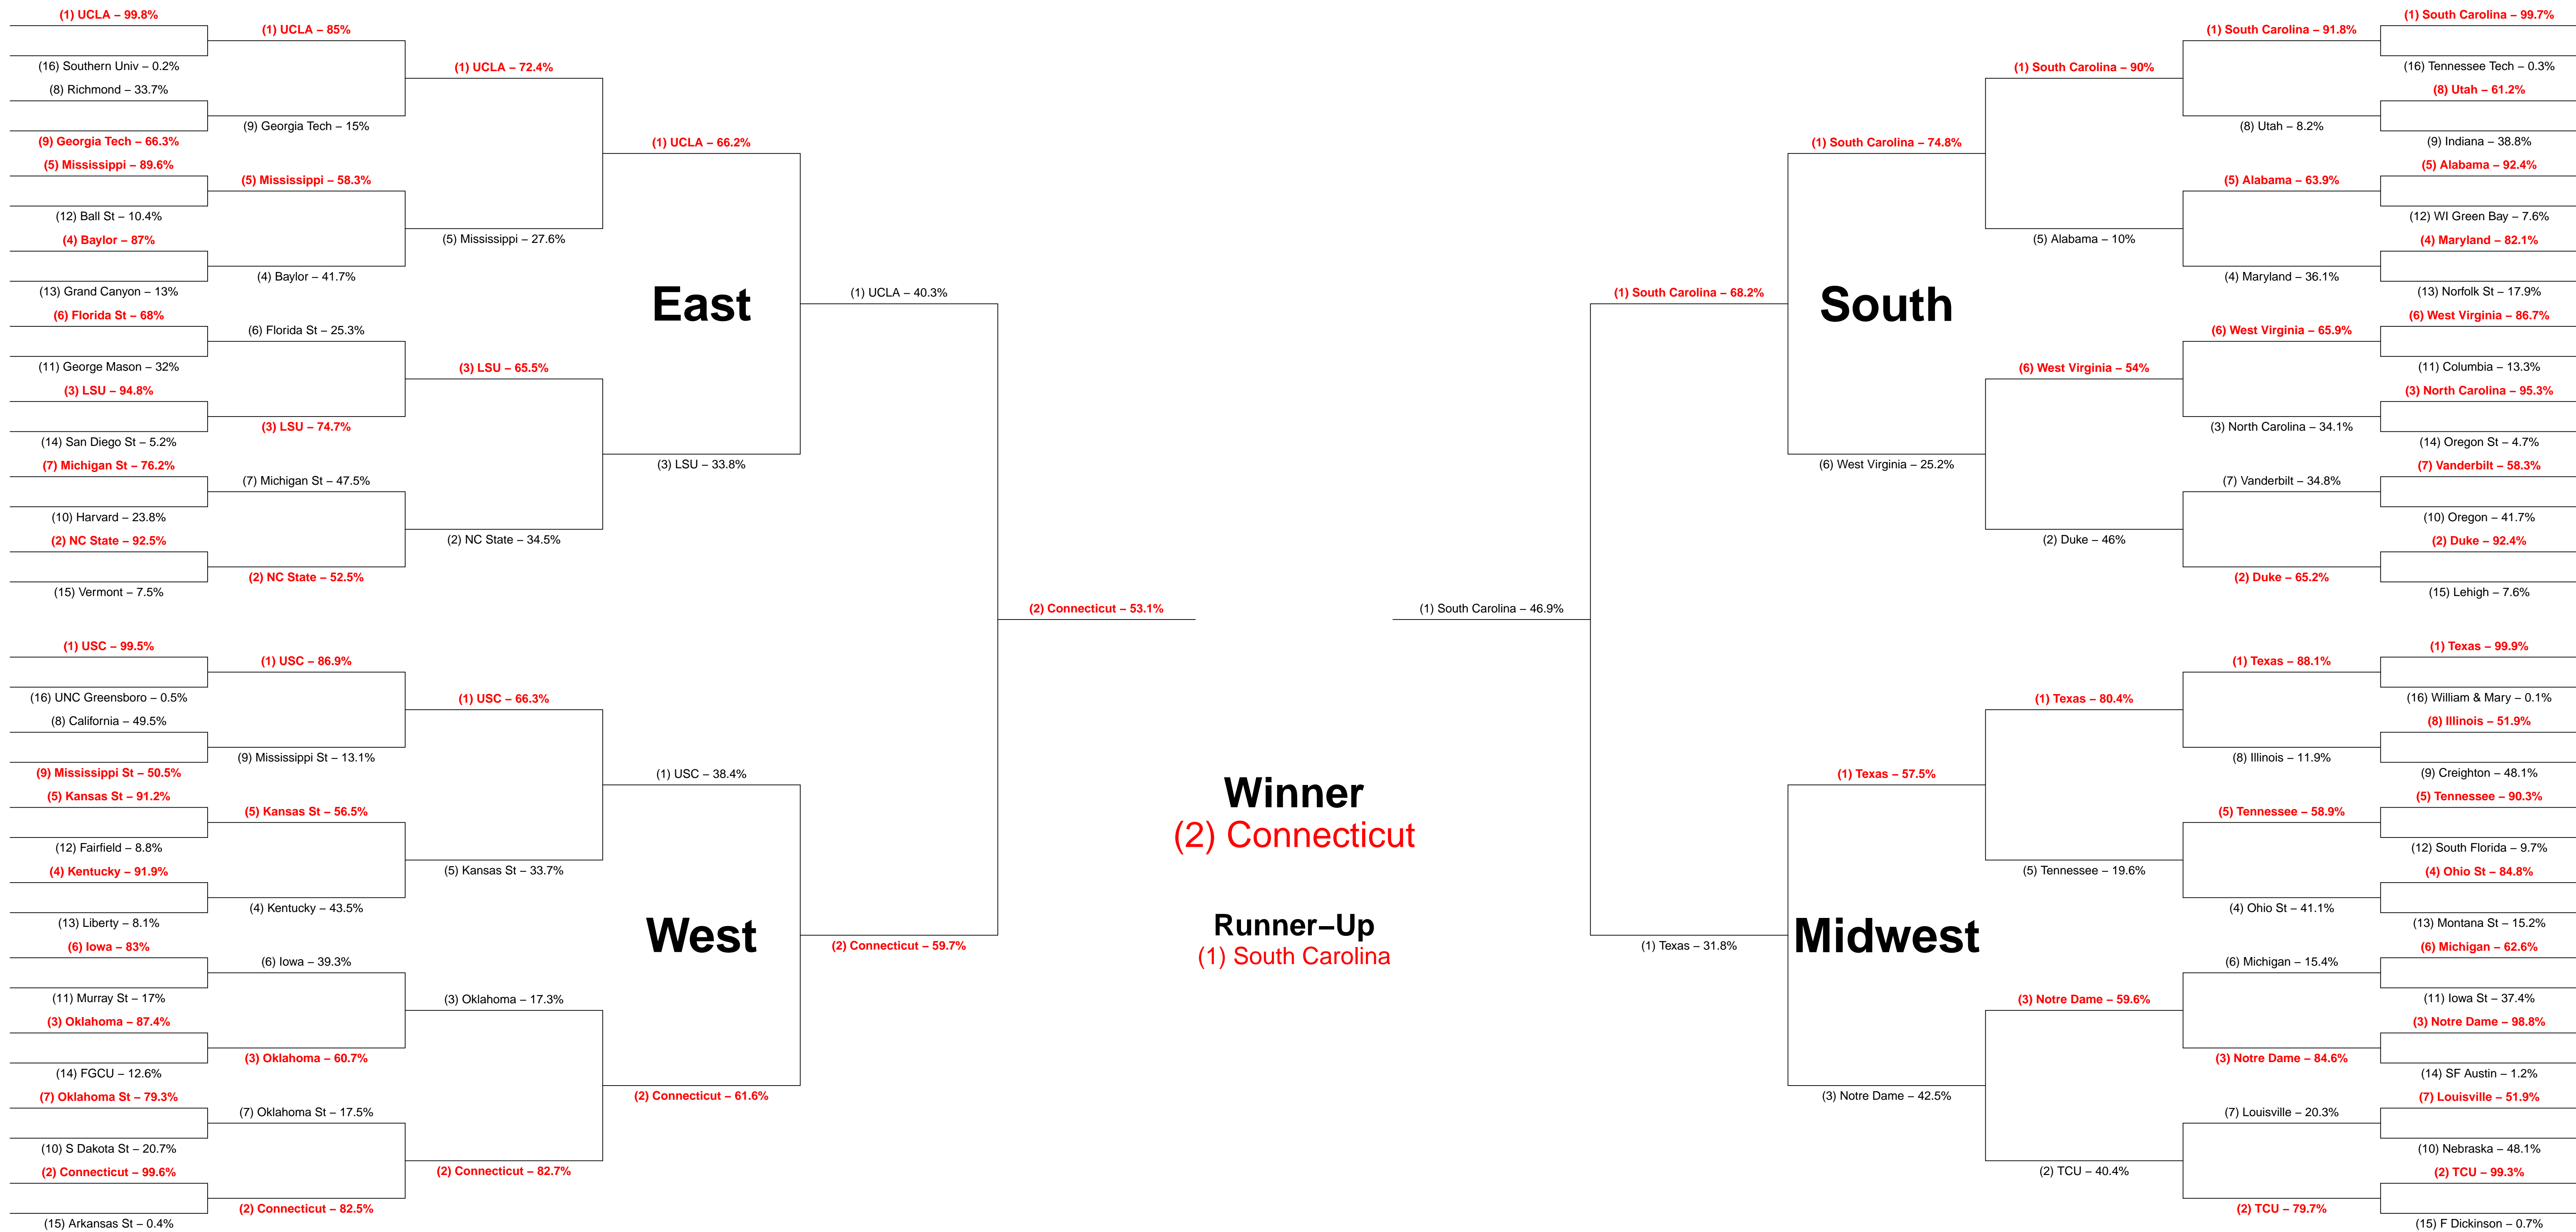 (1) UCLA – 99.8%
(16) Southern Univ – 0.2%
(8) Richmond – 33.7%
(9) Georgia Tech – 66.3%
(5) Mississippi – 89.6%
(12) Ball St – 10.4%
(4) Baylor – 87%
(13) Grand Canyon – 13%
(6) Florida St – 68%
(11) George Mason – 32%
(3) LSU – 94.8%
(14) San Diego St – 5.2%
(7) Michigan St – 76.2%
(10) Harvard – 23.8%
(2) NC State – 92.5%
(15) Vermont – 7.5%
(1) USC – 99.5%
(16) UNC Greensboro – 0.5%
(8) California – 49.5%
(9) Mississippi St – 50.5%
(5) Kansas St – 91.2%
(12) Fairfield – 8.8%
(4) Kentucky – 91.9%
(13) Liberty – 8.1%
(6) Iowa – 83%
(11) Murray St – 17%
(3) Oklahoma – 87.4%
(14) FGCU – 12.6%
(7) Oklahoma St – 79.3%
(10) S Dakota St – 20.7%
(2) Connecticut – 99.6%
(15) Arkansas St – 0.4%
(1) UCLA – 85%
(9) Georgia Tech – 15%
(5) Mississippi – 58.3%
(4) Baylor – 41.7%
(6) Florida St – 25.3%
(3) LSU – 74.7%
(7) Michigan St – 47.5%
(2) NC State – 52.5%
(1) USC – 86.9%
(9) Mississippi St – 13.1%
(5) Kansas St – 56.5%
(4) Kentucky – 43.5%
(6) Iowa – 39.3%
(3) Oklahoma – 60.7%
(7) Oklahoma St – 17.5%
(2) Connecticut – 82.5%
(1) UCLA – 72.4%
(5) Mississippi – 27.6%
(3) LSU – 65.5%
(2) NC State – 34.5%
(1) USC – 66.3%
(5) Kansas St – 33.7%
(3) Oklahoma – 17.3%
(2) Connecticut – 82.7%
(1) UCLA – 66.2%
East
(3) LSU – 33.8%
(1) USC – 38.4%
West
(2) Connecticut – 61.6%
(1) UCLA – 40.3%
(2) Connecticut – 59.7%
(2) Connecticut – 53.1%
Winner
(2) Connecticut
Runner–Up
(1) South Carolina
(1) South Carolina – 46.9%
(1) South Carolina – 68.2%
(1) Texas – 31.8%
(1) South Carolina – 74.8%
South
(6) West Virginia – 25.2%
(1) Texas – 57.5%
Midwest
(3) Notre Dame – 42.5%
(1) South Carolina – 90%
(5) Alabama – 10%
(6) West Virginia – 54%
(2) Duke – 46%
(1) Texas – 80.4%
(5) Tennessee – 19.6%
(3) Notre Dame – 59.6%
(2) TCU – 40.4%
(1) South Carolina – 91.8%
(8) Utah – 8.2%
(5) Alabama – 63.9%
(4) Maryland – 36.1%
(6) West Virginia – 65.9%
(3) North Carolina – 34.1%
(7) Vanderbilt – 34.8%
(2) Duke – 65.2%
(1) Texas – 88.1%
(8) Illinois – 11.9%
(5) Tennessee – 58.9%
(4) Ohio St – 41.1%
(6) Michigan – 15.4%
(3) Notre Dame – 84.6%
(7) Louisville – 20.3%
(2) TCU – 79.7%
(1) South Carolina – 99.7%
(16) Tennessee Tech – 0.3%
(8) Utah – 61.2%
(9) Indiana – 38.8%
(5) Alabama – 92.4%
(12) WI Green Bay – 7.6%
(4) Maryland – 82.1%
(13) Norfolk St – 17.9%
(6) West Virginia – 86.7%
(11) Columbia – 13.3%
(3) North Carolina – 95.3%
(14) Oregon St – 4.7%
(7) Vanderbilt – 58.3%
(10) Oregon – 41.7%
(2) Duke – 92.4%
(15) Lehigh – 7.6%
(1) Texas – 99.9%
(16) William & Mary – 0.1%
(8) Illinois – 51.9%
(9) Creighton – 48.1%
(5) Tennessee – 90.3%
(12) South Florida – 9.7%
(4) Ohio St – 84.8%
(13) Montana St – 15.2%
(6) Michigan – 62.6%
(11) Iowa St – 37.4%
(3) Notre Dame – 98.8%
(14) SF Austin – 1.2%
(7) Louisville – 51.9%
(10) Nebraska – 48.1%
(2) TCU – 99.3%
(15) F Dickinson – 0.7%